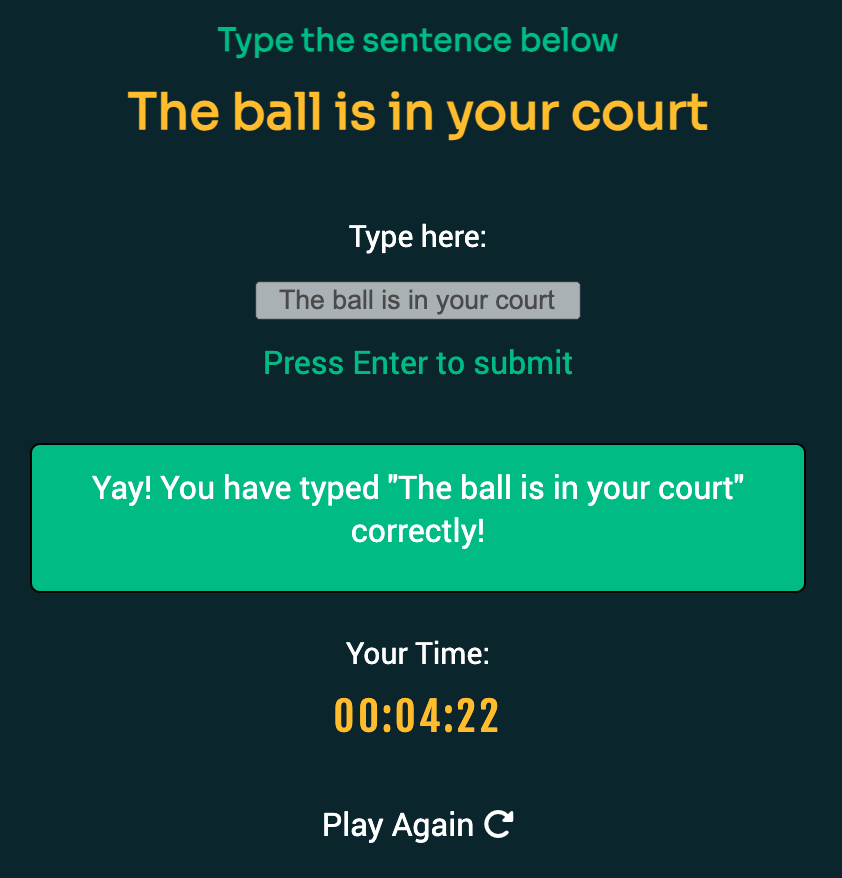 Type the sentence below
The ball is in your court
Type here:
The ball is in your court
Press Enter to submit
Yay! You have typed "The ball is in your court"
correctly!
Your Time:
00:04:22
Play Again